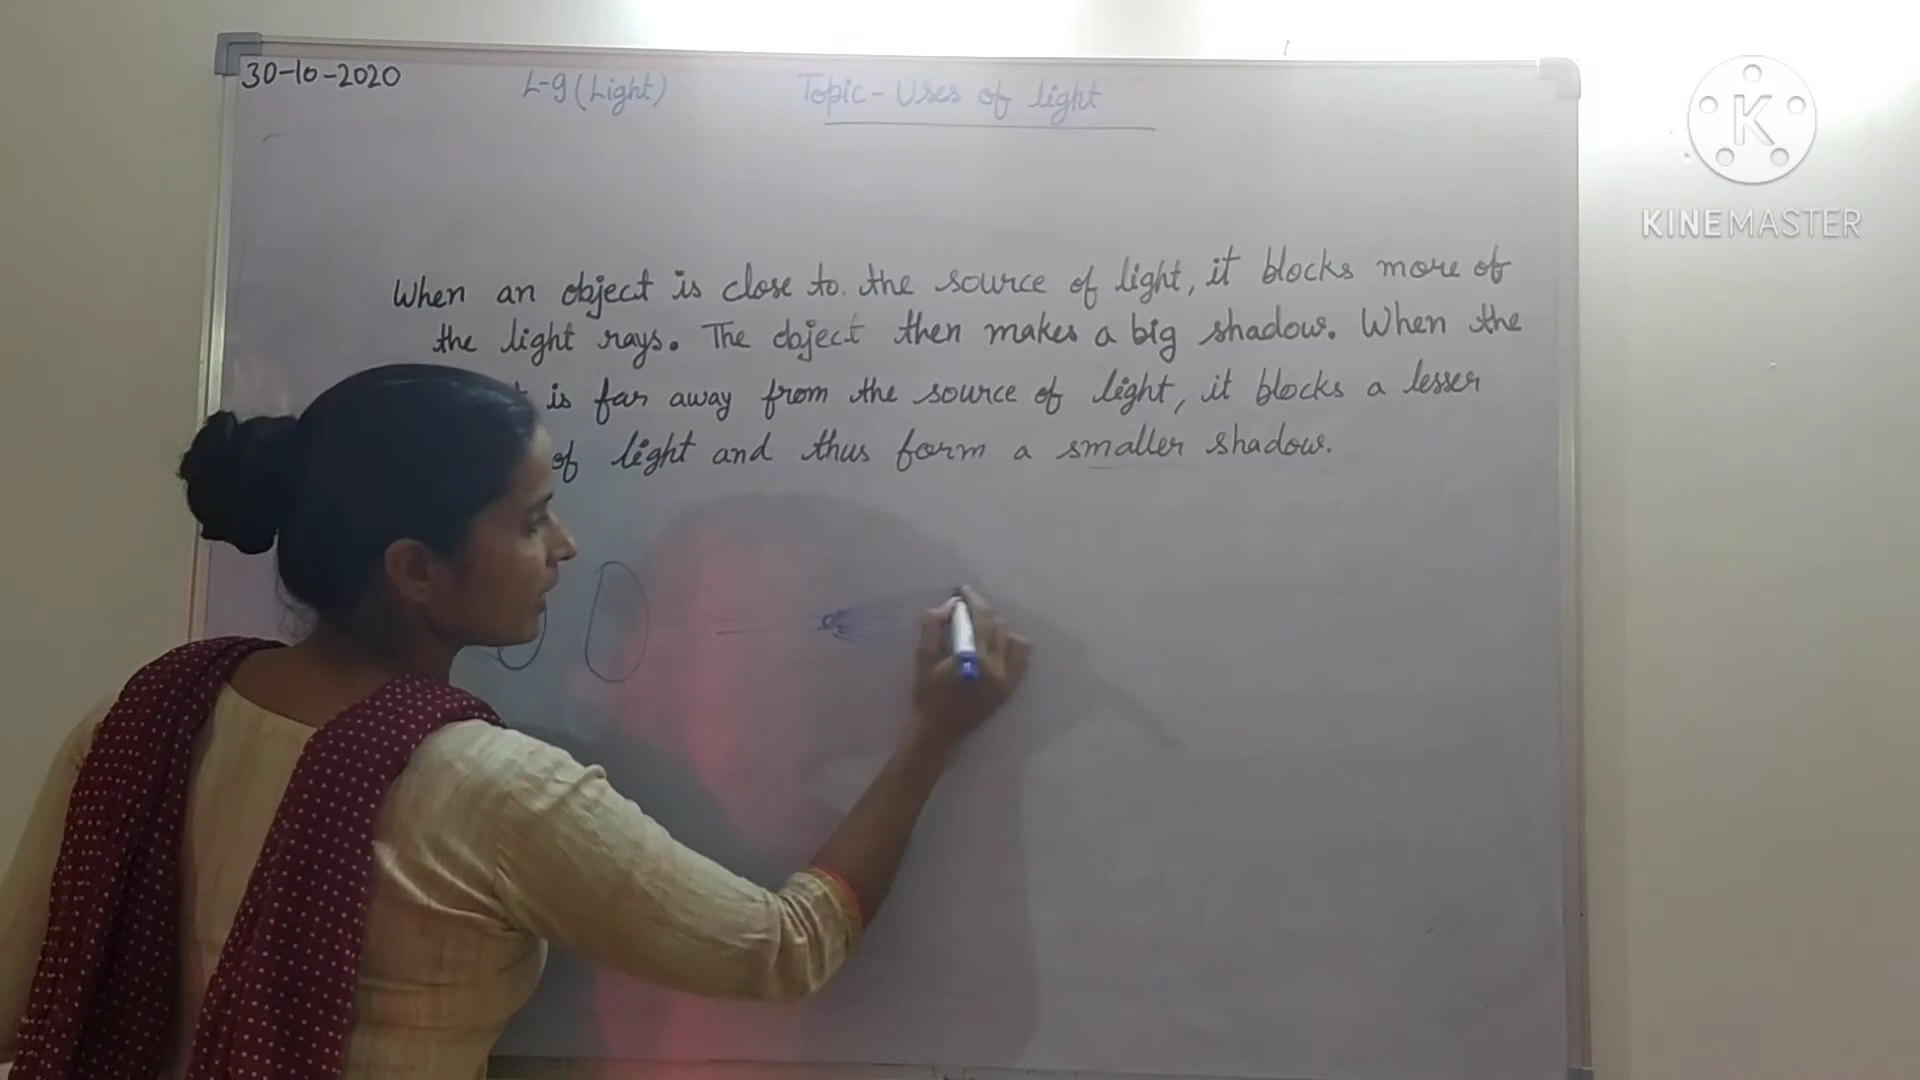 30-10-2020 L-9 (Light) Topic - Uses of light
When an object is close to the source of light, it blocks more of
the light rays. The object then makes a big shadow. When the
is far away from the source of light, it blocks a lesser
of light and thus form a smaller shadow.
K
KINEMASTER